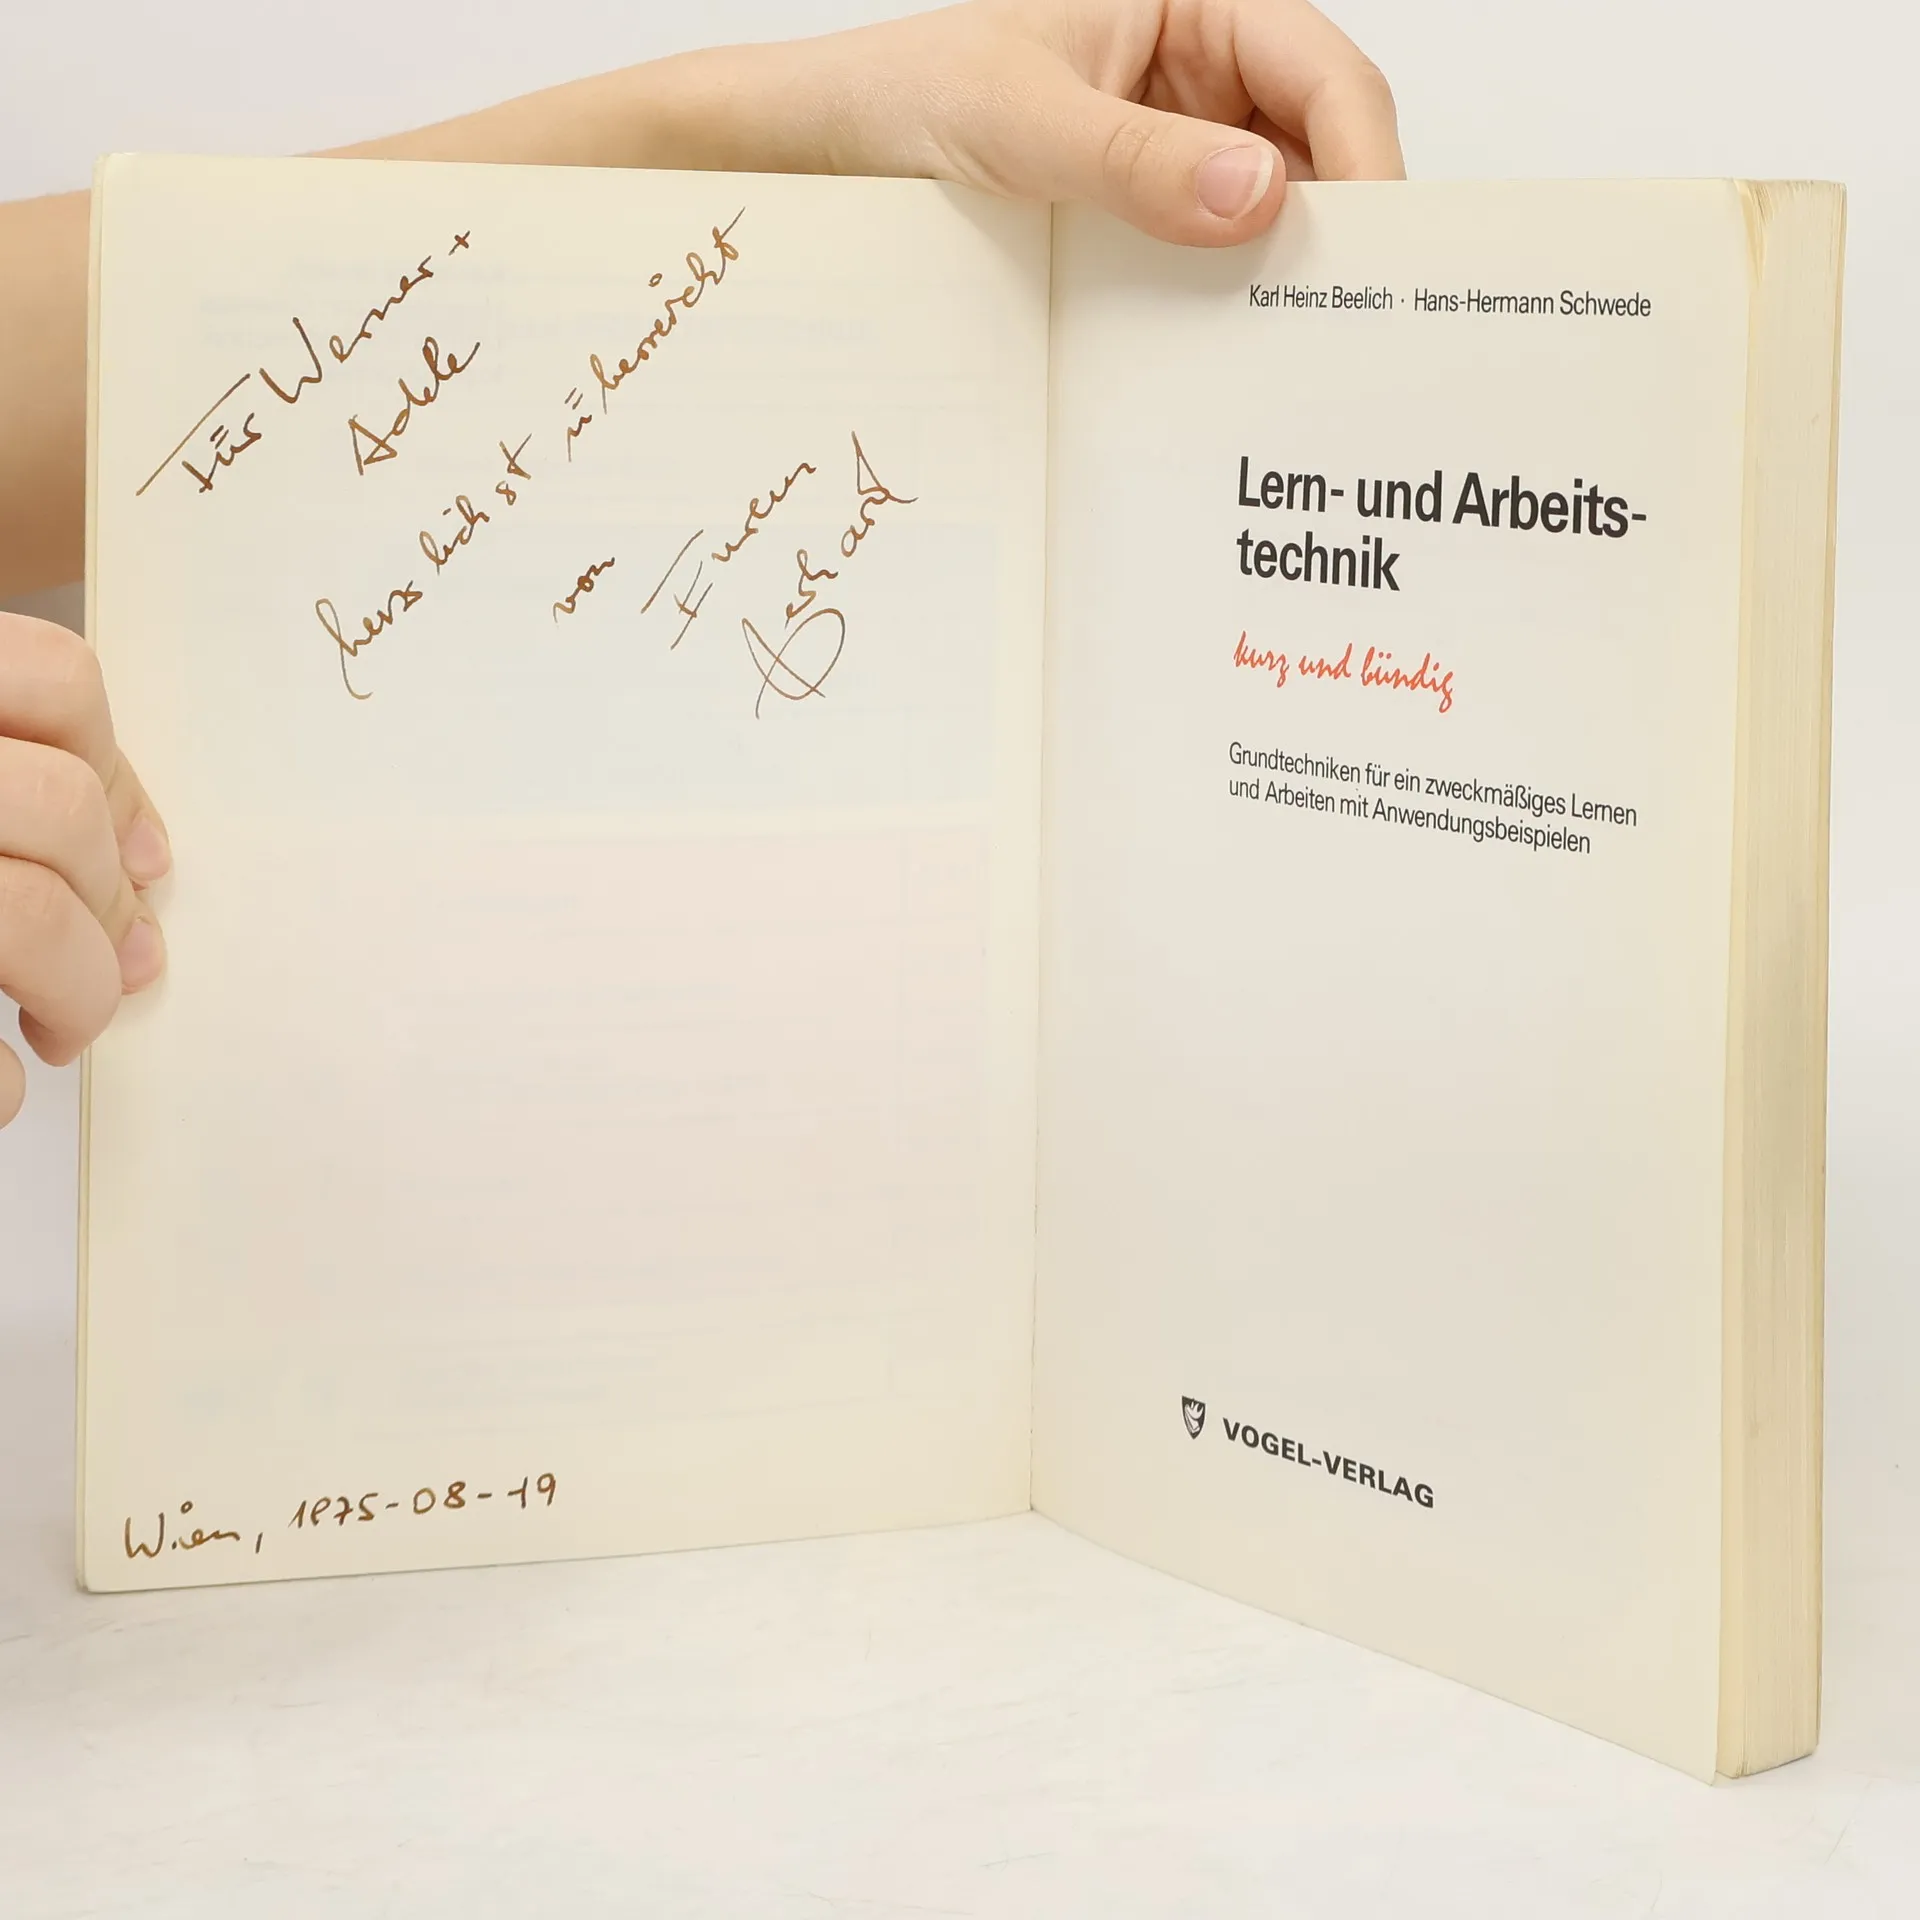 Für Werner +
Adele
herzlichst überreicht
von Eurem
Wien, 1975-08-19
Karl Heinz Beelich · Hans-Hermann Schwede
Lern- und Arbeits-
technik
kurz und bündig
Grundtechniken für ein zweckmäßiges Lernen
und Arbeiten mit Anwendungsbeispielen
VOGEL-VERLAG